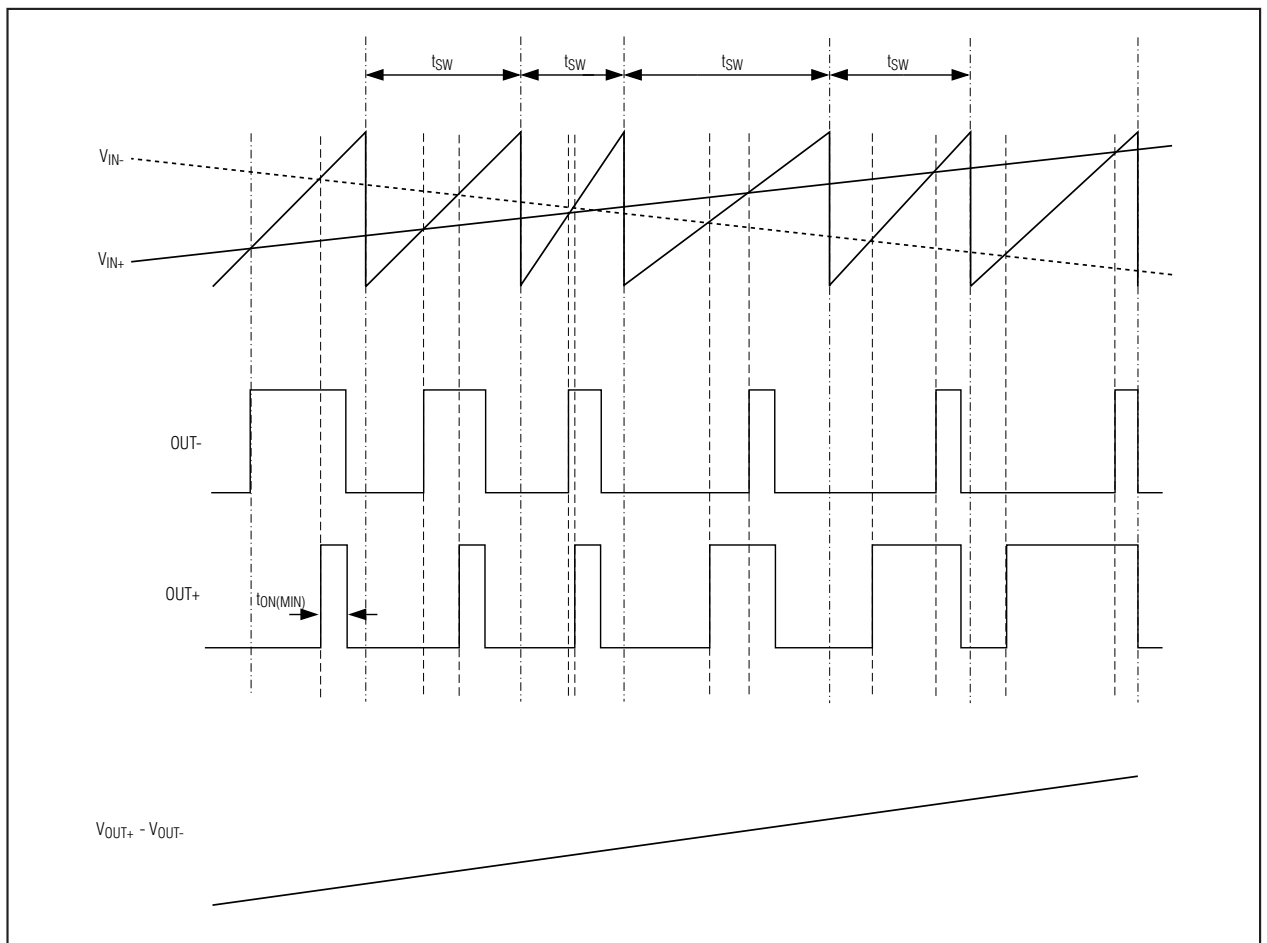 tSW tSW tSW tSW
VIN-
VIN+
OUT-
OUT+
tON(MIN)
VOUT+ - VOUT-